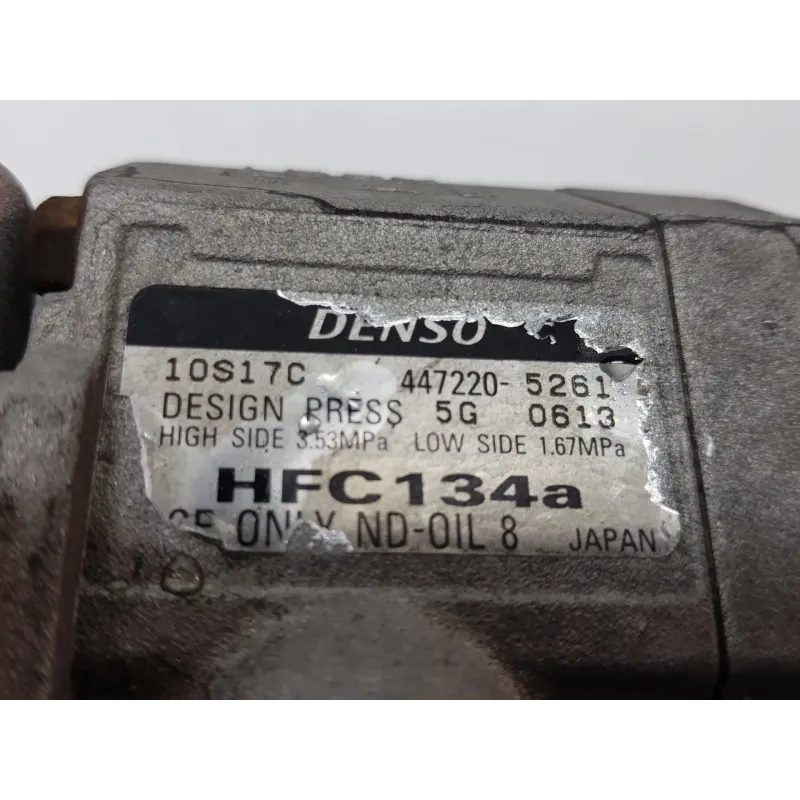 DENSO
10S17C 447220-5261
DESIGN PRESS 5G 0613
HIGH SIDE 3.53MPa LOW SIDE 1.67MPa
HFC134a
ONLY ND-OIL 8 JAPAN